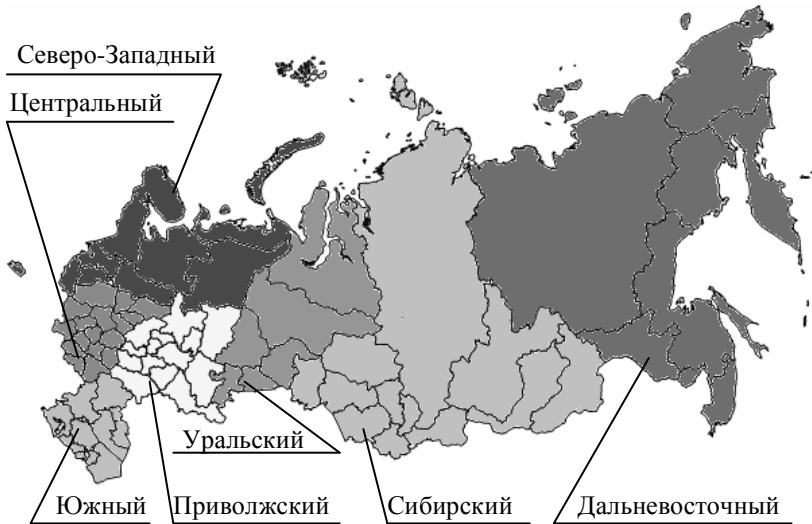 Северо-Западный
Центральный
Уральский
Южный
Приволжский
Сибирский
Дальневосточный